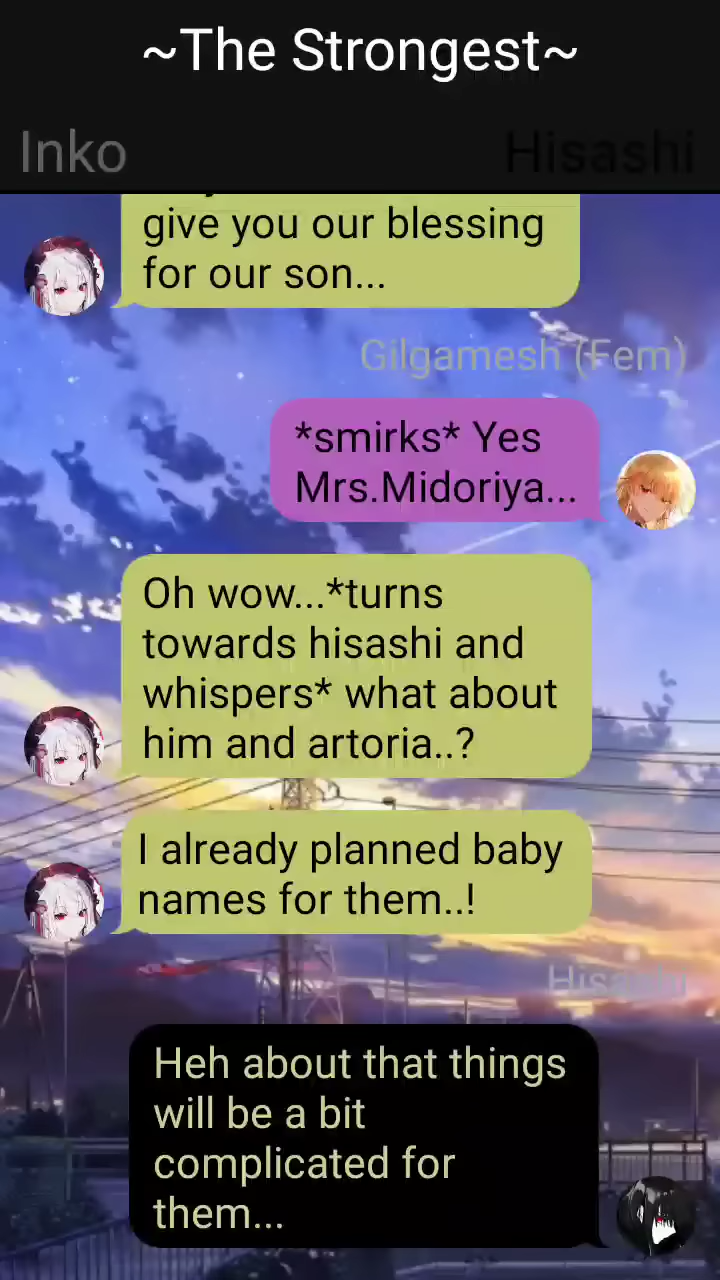 ~The Strongest~
Inko
Hisashi
give you our blessing
for our son...
Gilgamesh (Fem)
*smirks* Yes
Mrs.Midoriya...
Oh wow...*turns
towards hisashi and
whispers* what about
him and artoria..?
I already planned baby
names for them..!
Hisashi
Heh about that things
will be a bit
complicated for
them...